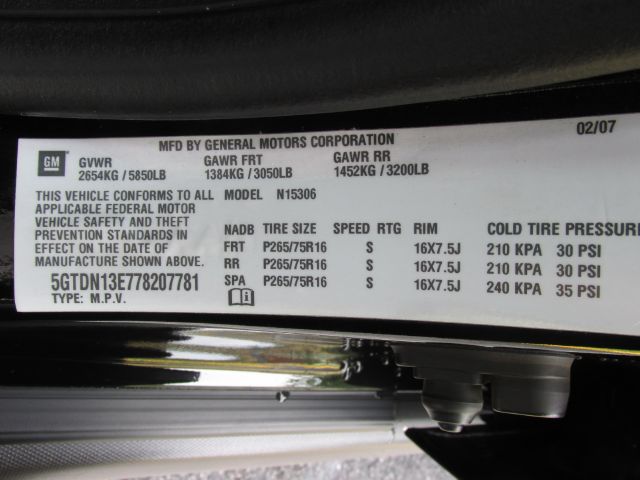 MFD BY GENERAL MOTORS CORPORATION 02/07
GM GVWR GAWR FRT GAWR RR
2654KG / 5850LB 1384KG / 3050LB 1452KG / 3200LB
THIS VEHICLE CONFORMS TO ALL MODEL N15306
APPLICABLE FEDERAL MOTOR
VEHICLE SAFETY AND THEFT
PREVENTION STANDARDS IN
EFFECT ON THE DATE OF
MANUFACTURE SHOWN ABOVE.
5GTDN13E778207781
TYPE: M.P.V.
NADB TIRE SIZE SPEED RTG RIM COLD TIRE PRESSURE
FRT P265/75R16 S 16X7.5J 210 KPA 30 PSI
RR P265/75R16 S 16X7.5J 210 KPA 30 PSI
SPA P265/75R16 S 16X7.5J 240 KPA 35 PSI